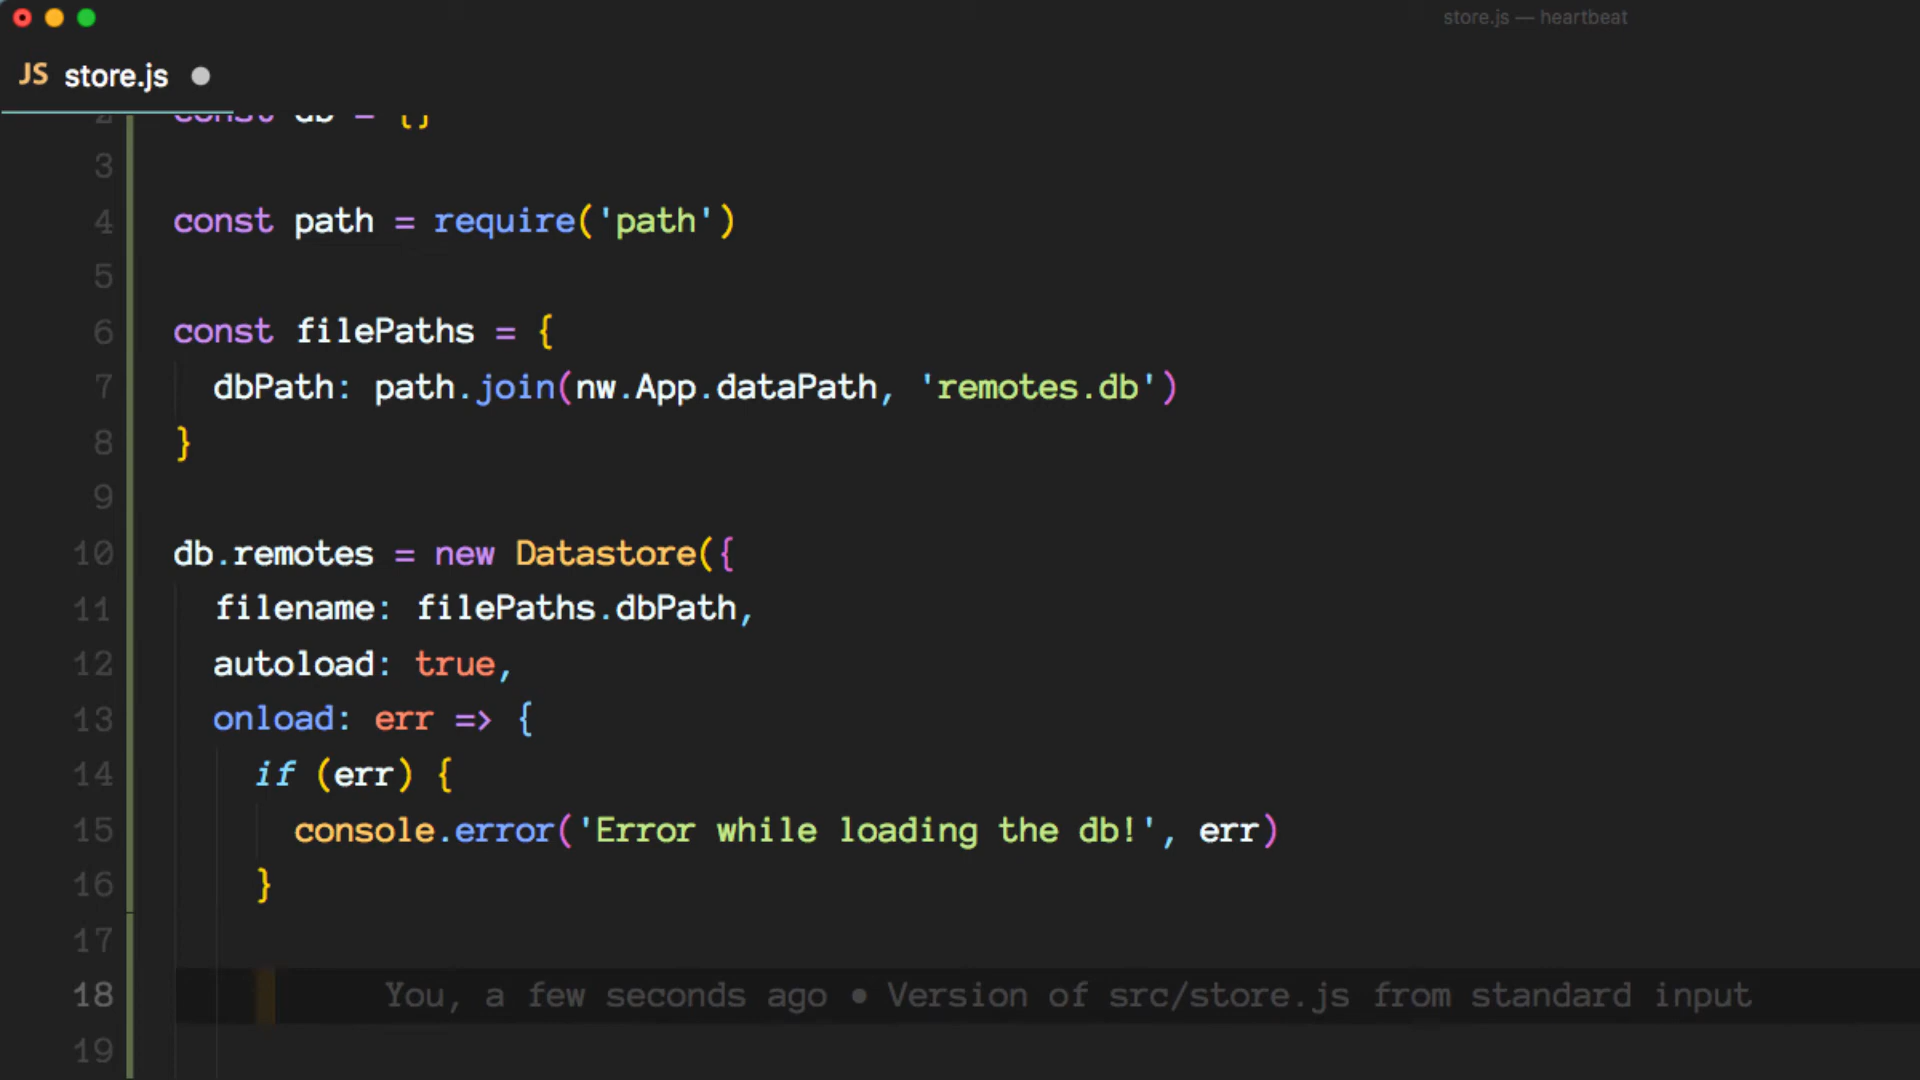 store.js — heartbeat
JS store.js
2 const db = {}
3
4 const path = require('path')
5
6 const filePaths = {
7 dbPath: path.join(nw.App.dataPath, 'remotes.db')
8 }
9
10 db.remotes = new Datastore({
11 filename: filePaths.dbPath,
12 autoload: true,
13 onload: err => {
14 if (err) {
15 console.error('Error while loading the db!', err)
16 }
17
18 You, a few seconds ago • Version of src/store.js from standard input
19